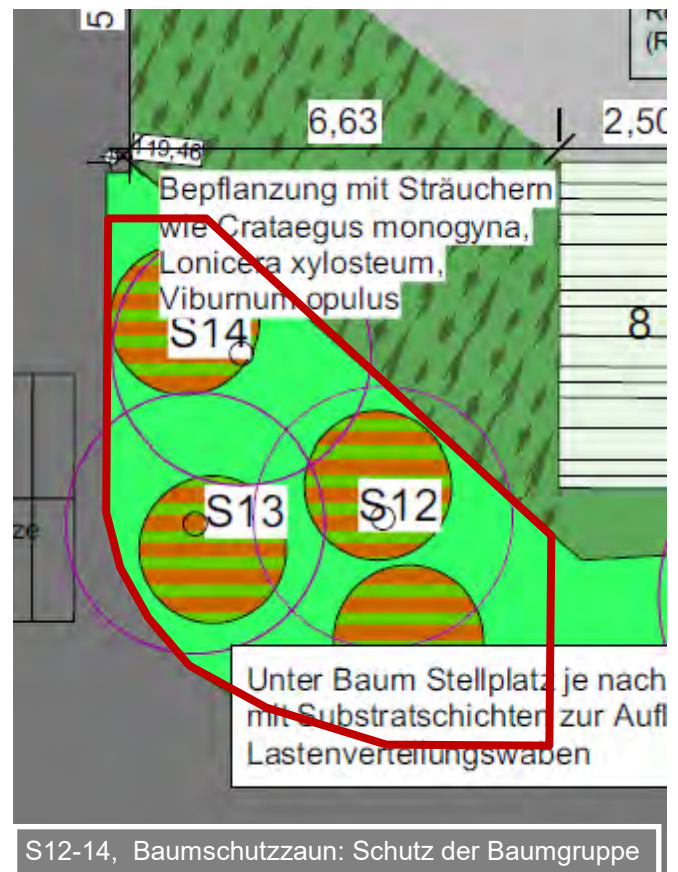 5
6,63
2,50
119,46
Bepflanzung mit Sträuchern
wie Crataegus monogyna,
Lonicera xylosteum,
Viburnum opulus
S14
8
S13
S12
ze
Unter Baum Stellplatz je nach
mit Substratschichten zur Aufl
Lastenverteilungswaben
S12-14, Baumschutzzaun: Schutz der Baumgruppe